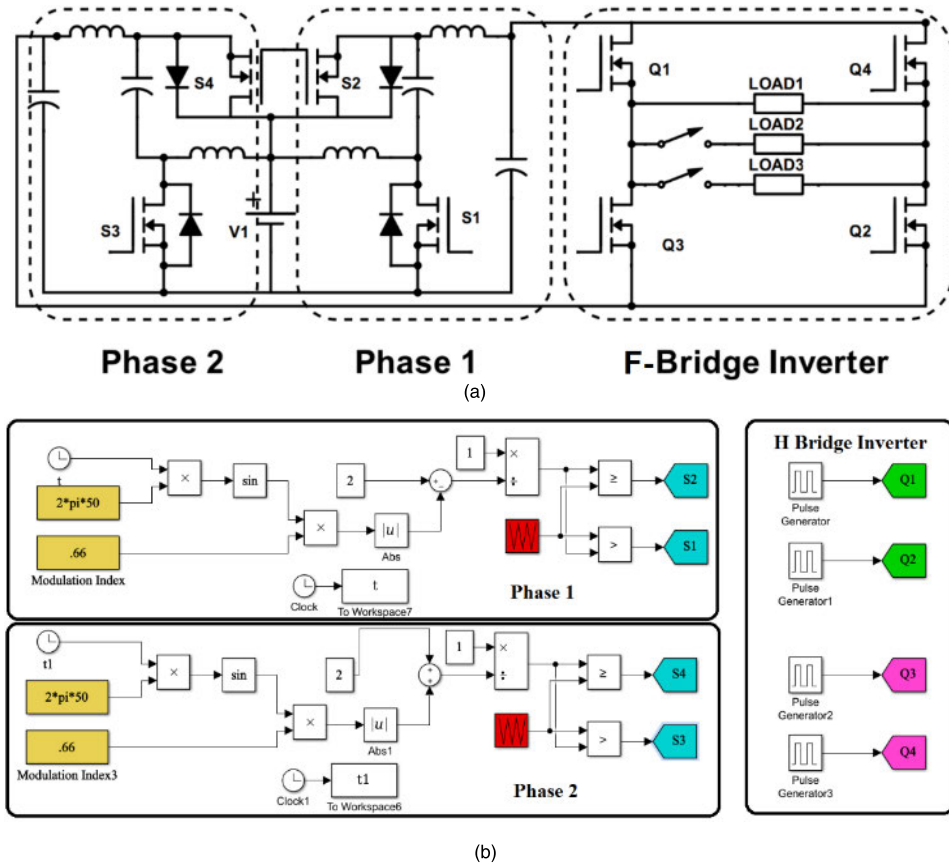 S4
S2
Q1
Q4
LOAD1
LOAD2
LOAD3
S3
+
V1
S1
Q3
Q2
Phase 2
Phase 1
F-Bridge Inverter
(a)
t
2*pi*50
.66
Modulation Index
×
sin
×
|u|
Abs
2
+
−
1
×
÷
≥
>
S2
S1
Clock
t
To Workspace7
Phase 1
t1
2*pi*50
.66
Modulation Index3
×
sin
×
|u|
Abs1
2
+
+
1
×
÷
≥
>
S4
S3
Clock1
t1
To Workspace6
Phase 2
H Bridge Inverter
Pulse
Generator
Q1
Pulse
Generator1
Q2
Pulse
Generator2
Q3
Pulse
Generator3
Q4
(b)